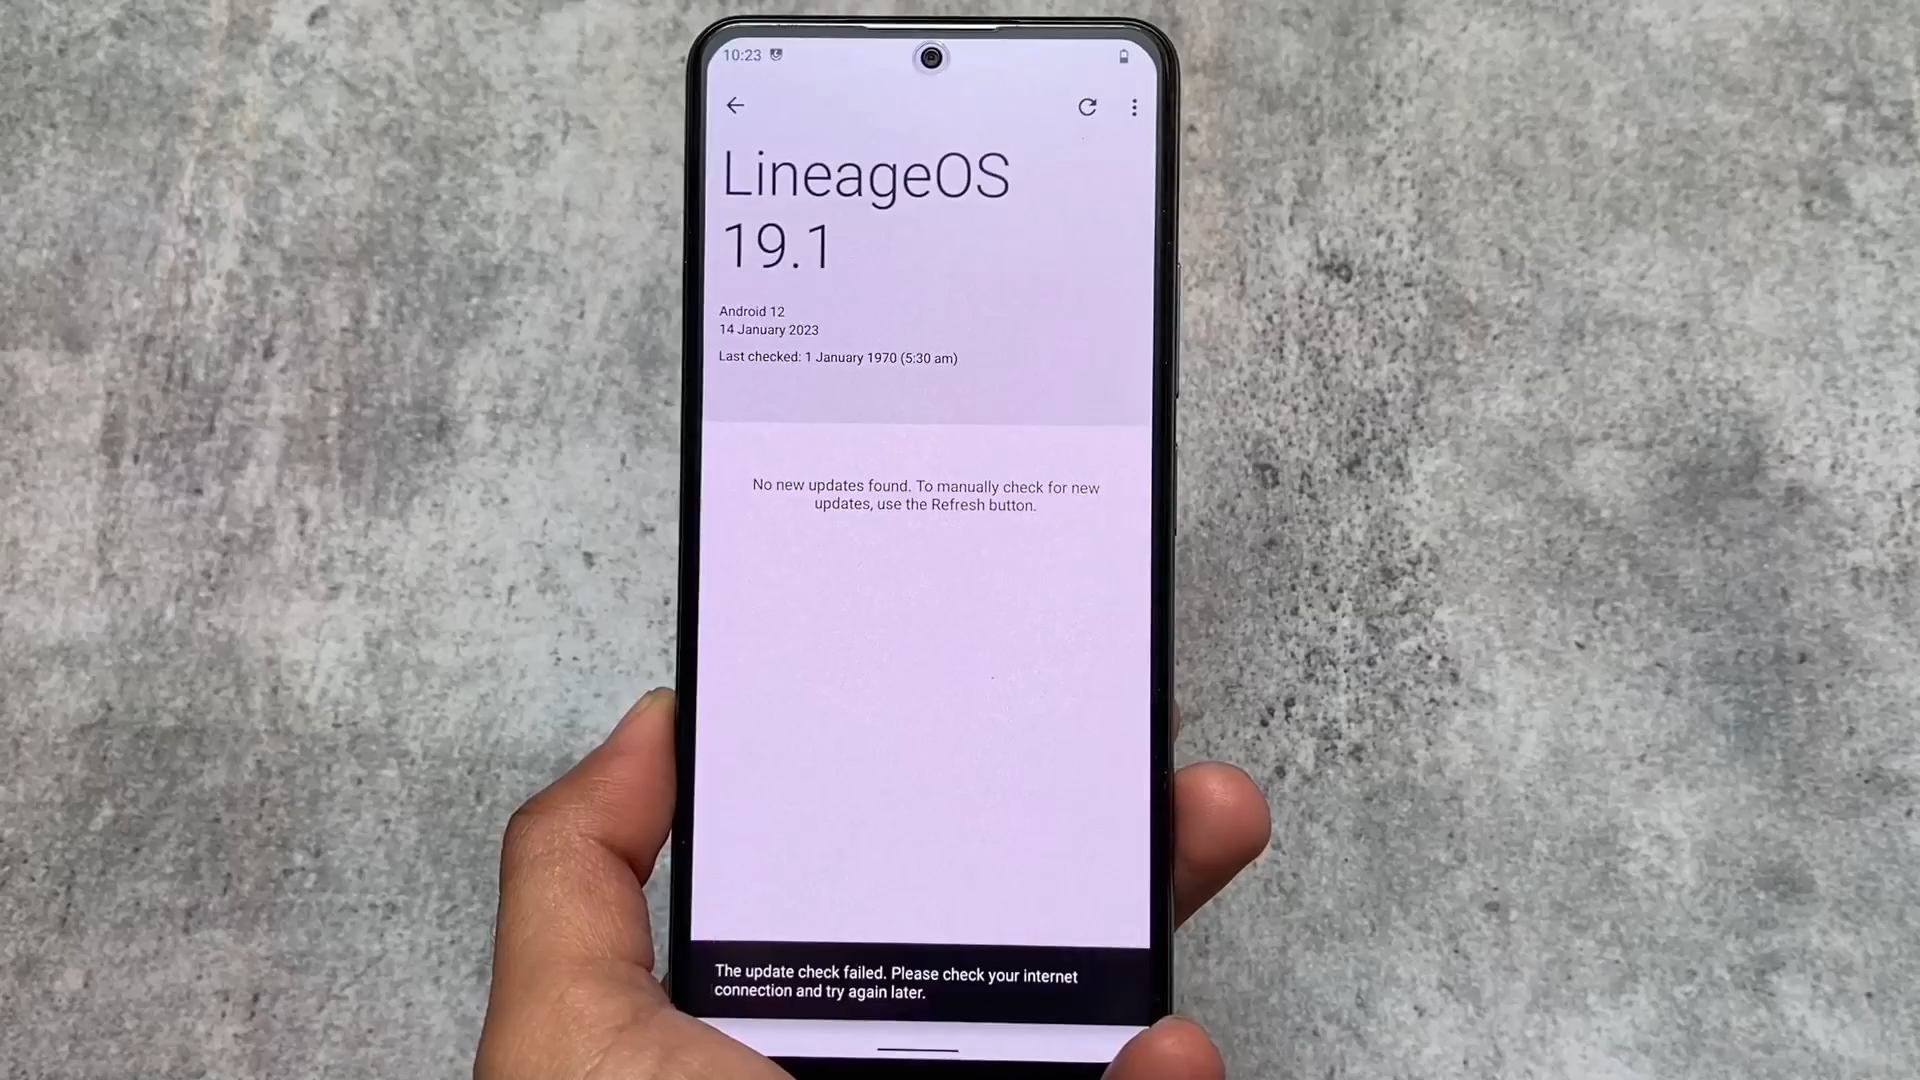 10:23
LineageOS
19.1
Android 12
14 January 2023
Last checked: 1 January 1970 (5:30 am)
No new updates found. To manually check for new
updates, use the Refresh button.
The update check failed. Please check your internet
connection and try again later.